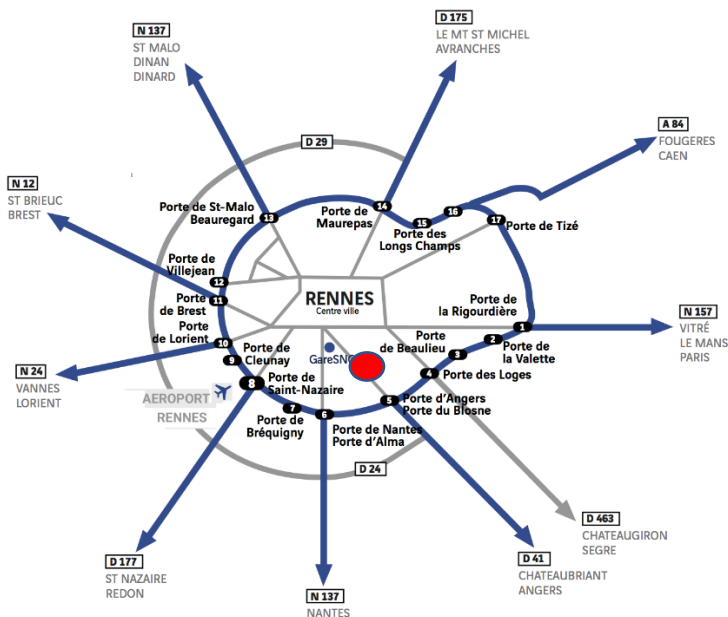 D 175
LE MT ST MICHEL
AVRANCHES
N 137
ST MALO
DINAN
DINARD
A 84
FOUGERES
CAEN
D 29
N 12
ST BRIEUC
BREST
Porte de St-Malo
Beauregard
13
Porte de
Maurepas
14
15
16
17
Porte des
Longs Champs
Porte de Tizé
Porte de
Villejean
12
Porte
de Brest
11
RENNES
Centre ville
Porte de
la Rigourdière
1
N 157
VITRÉ
LE MANS
PARIS
Porte
de Lorient
10
GareSN
Porte
de Beaulieu
3
2
Porte de
la Valette
Porte de
Cleunay
9
N 24
VANNES
LORIENT
4
Porte des Loges
AEROPORT
RENNES
8
Porte de
Saint-Nazaire
5
Porte d'Angers
Porte du Blosne
7
Porte de
Bréquigny
6
Porte de Nantes
Porte d'Alma
D 24
D 463
CHATEAUGIRON
SEGRE
D 177
ST NAZAIRE
REDON
D 41
CHATEAUBRIANT
ANGERS
N 137
NANTES